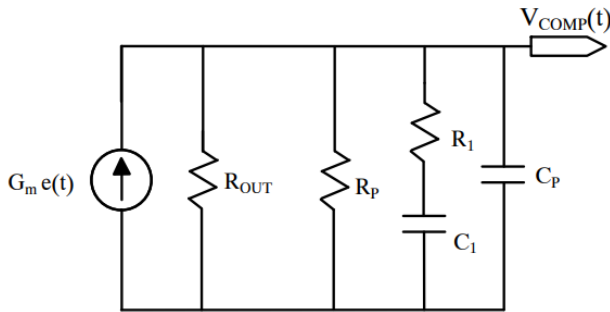 V_COMP(t)
G_m e(t)
R_OUT
R_P
R_1
C_1
C_P